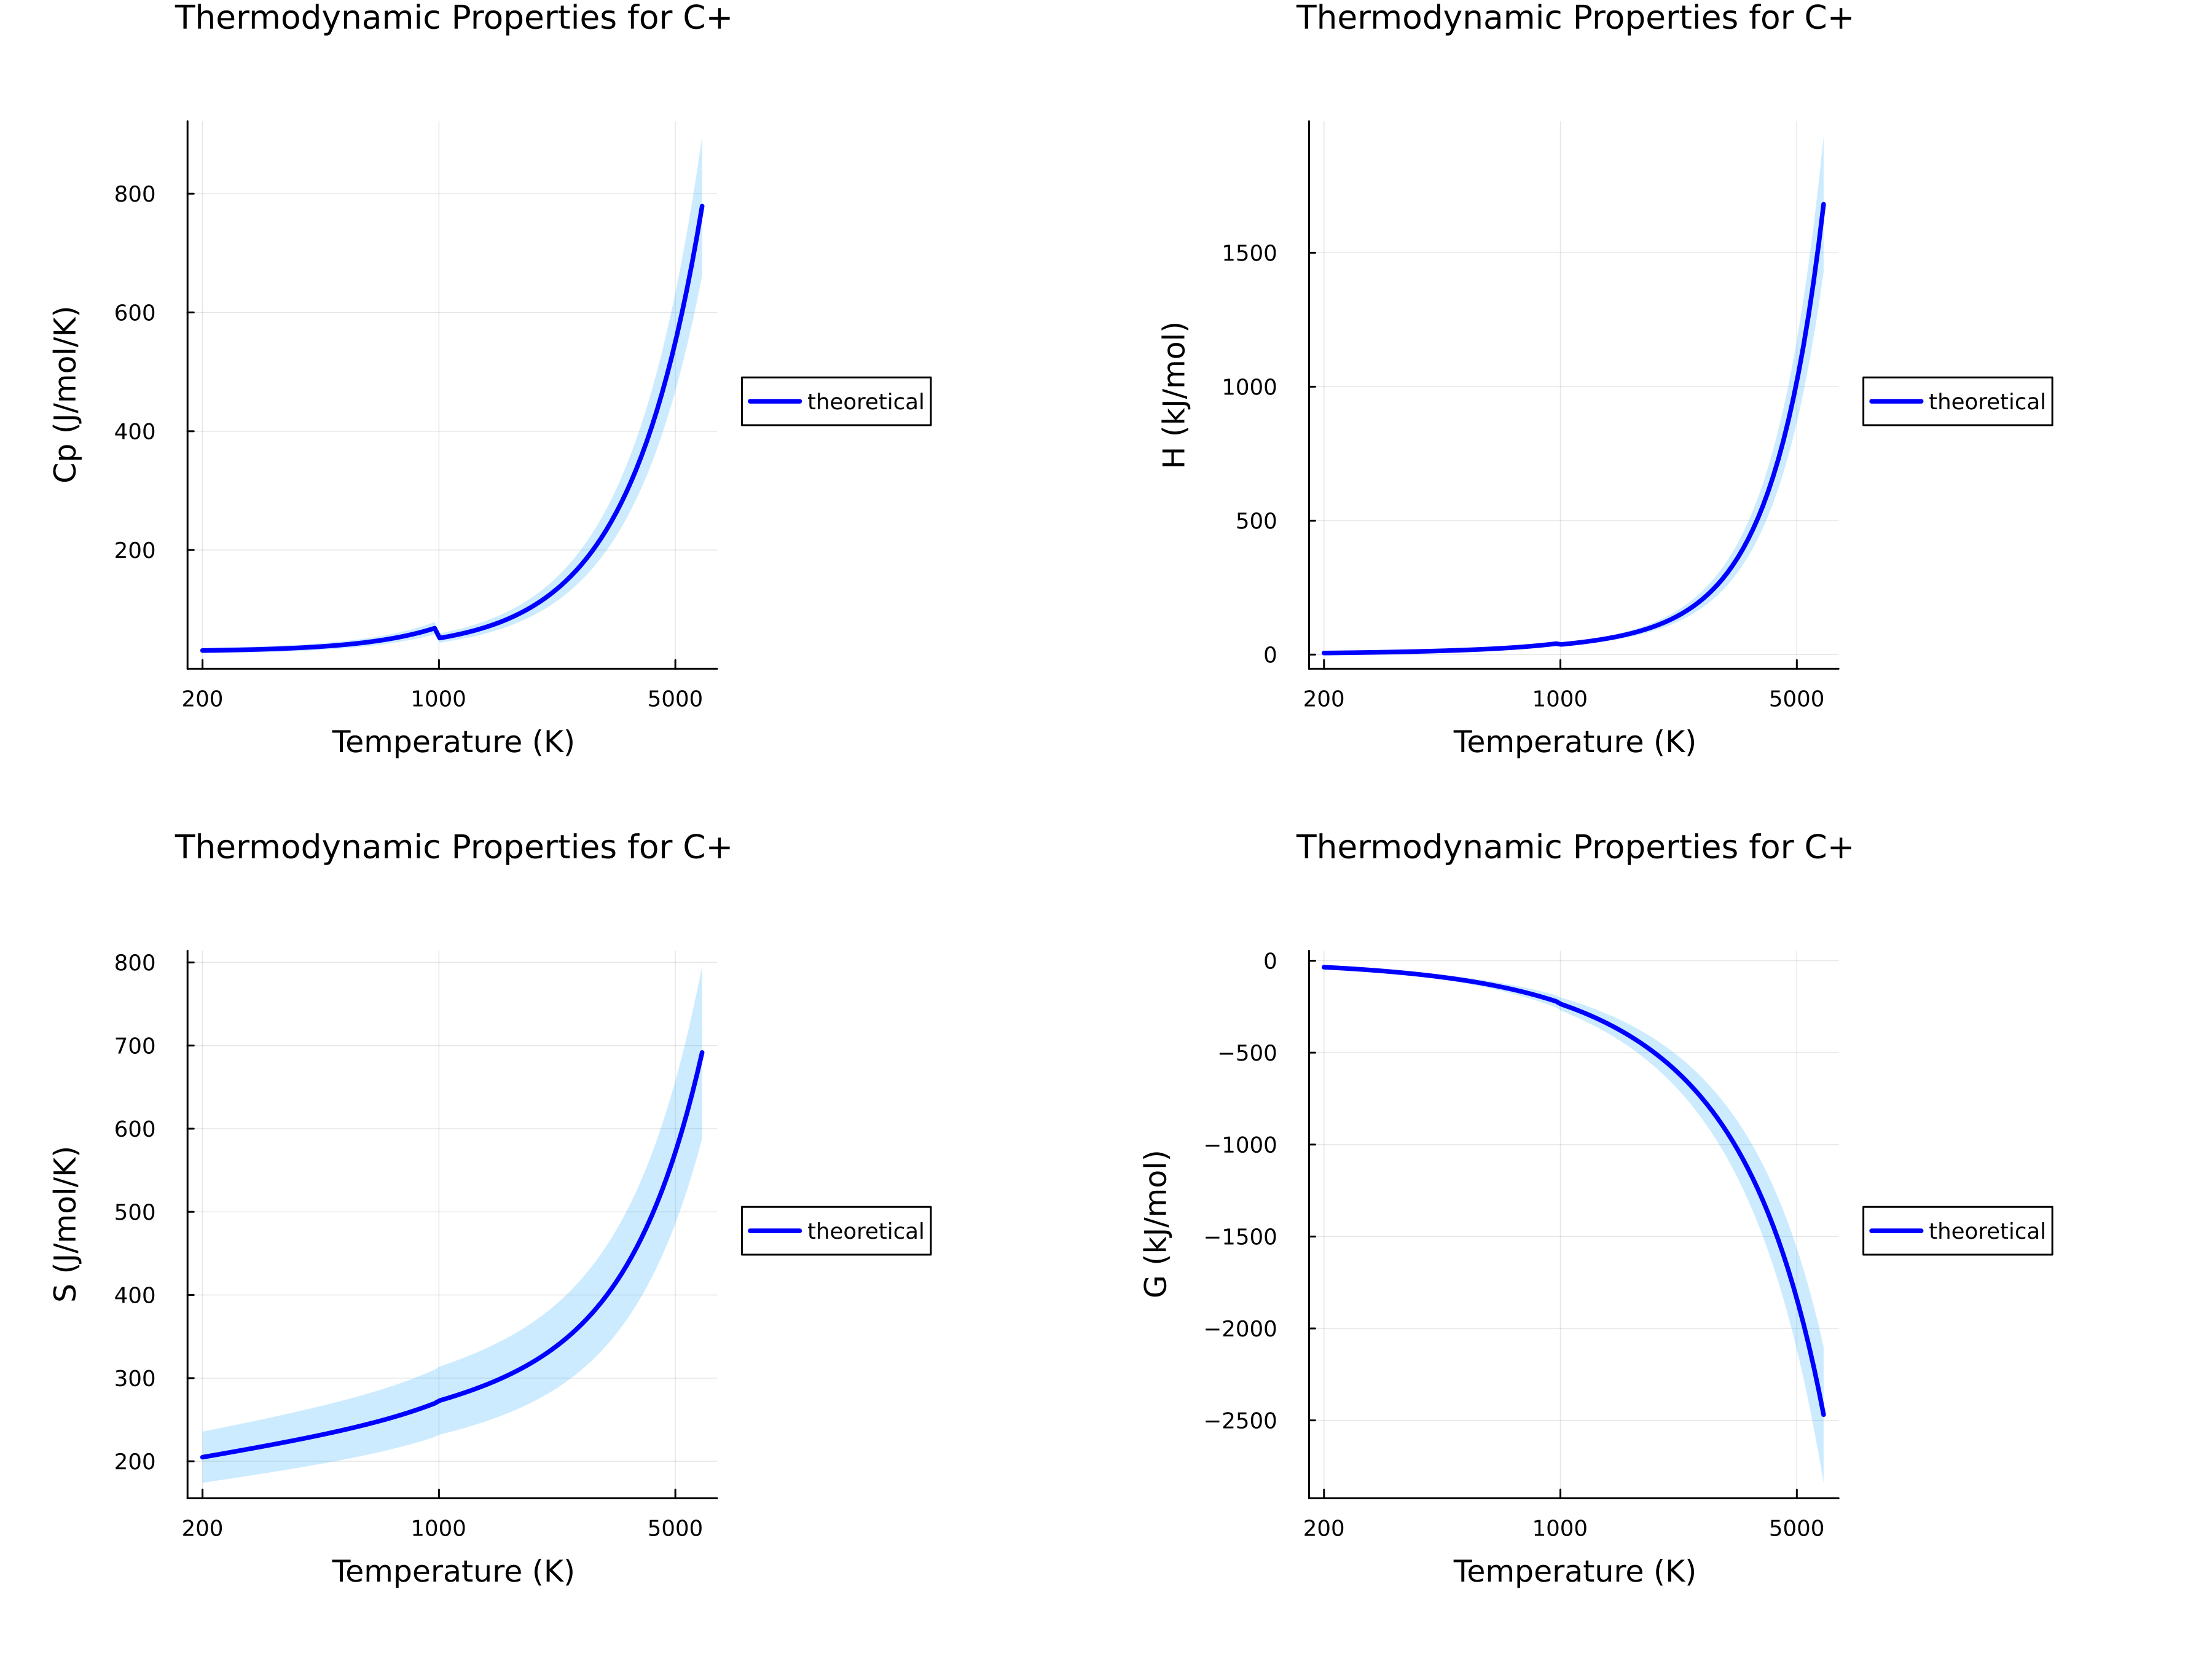 Thermodynamic Properties for C+
Cp (J/mol/K)
800
600
400
200
200 1000 5000
Temperature (K)
theoretical
Thermodynamic Properties for C+
H (kJ/mol)
1500
1000
500
0
200 1000 5000
Temperature (K)
theoretical
Thermodynamic Properties for C+
S (J/mol/K)
800
700
600
500
400
300
200
200 1000 5000
Temperature (K)
theoretical
Thermodynamic Properties for C+
G (kJ/mol)
0
−500
−1000
−1500
−2000
−2500
200 1000 5000
Temperature (K)
theoretical